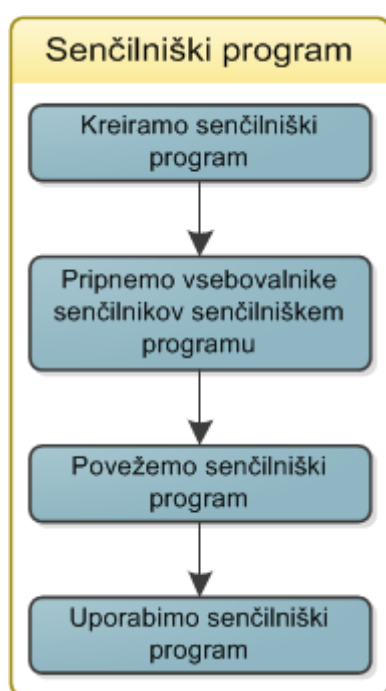 Senčilniški program
Kreiramo senčilniški
program
Pripnemo vsebovalnike
senčilnikov senčilniškem
programu
Povežemo senčilniški
program
Uporabimo senčilniški
program